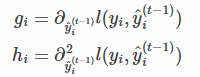 g_i = ∂_{ŷ_i^{(t−1)}} l(y_i, ŷ_i^{(t−1)})
h_i = ∂²_{ŷ_i^{(t−1)}} l(y_i, ŷ_i^{(t−1)})